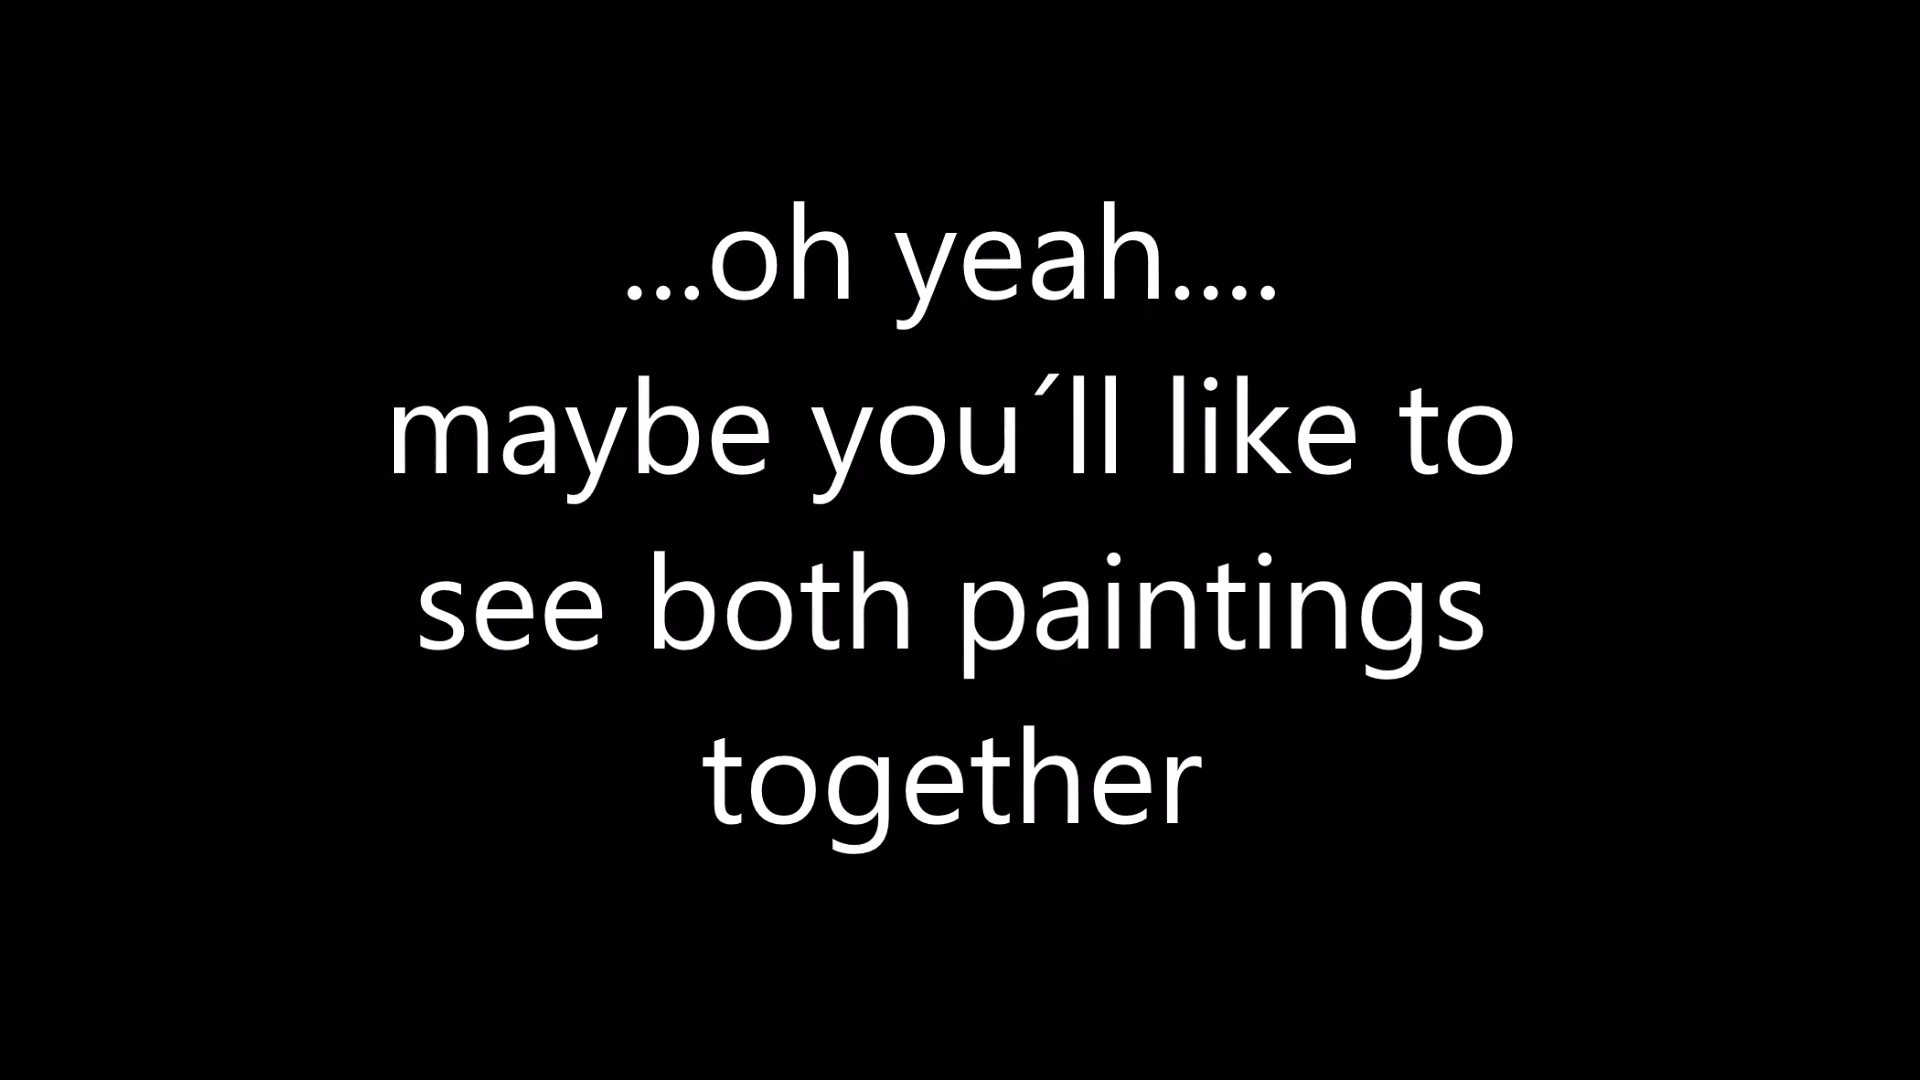 ...oh yeah....
maybe you´ll like to
see both paintings
together